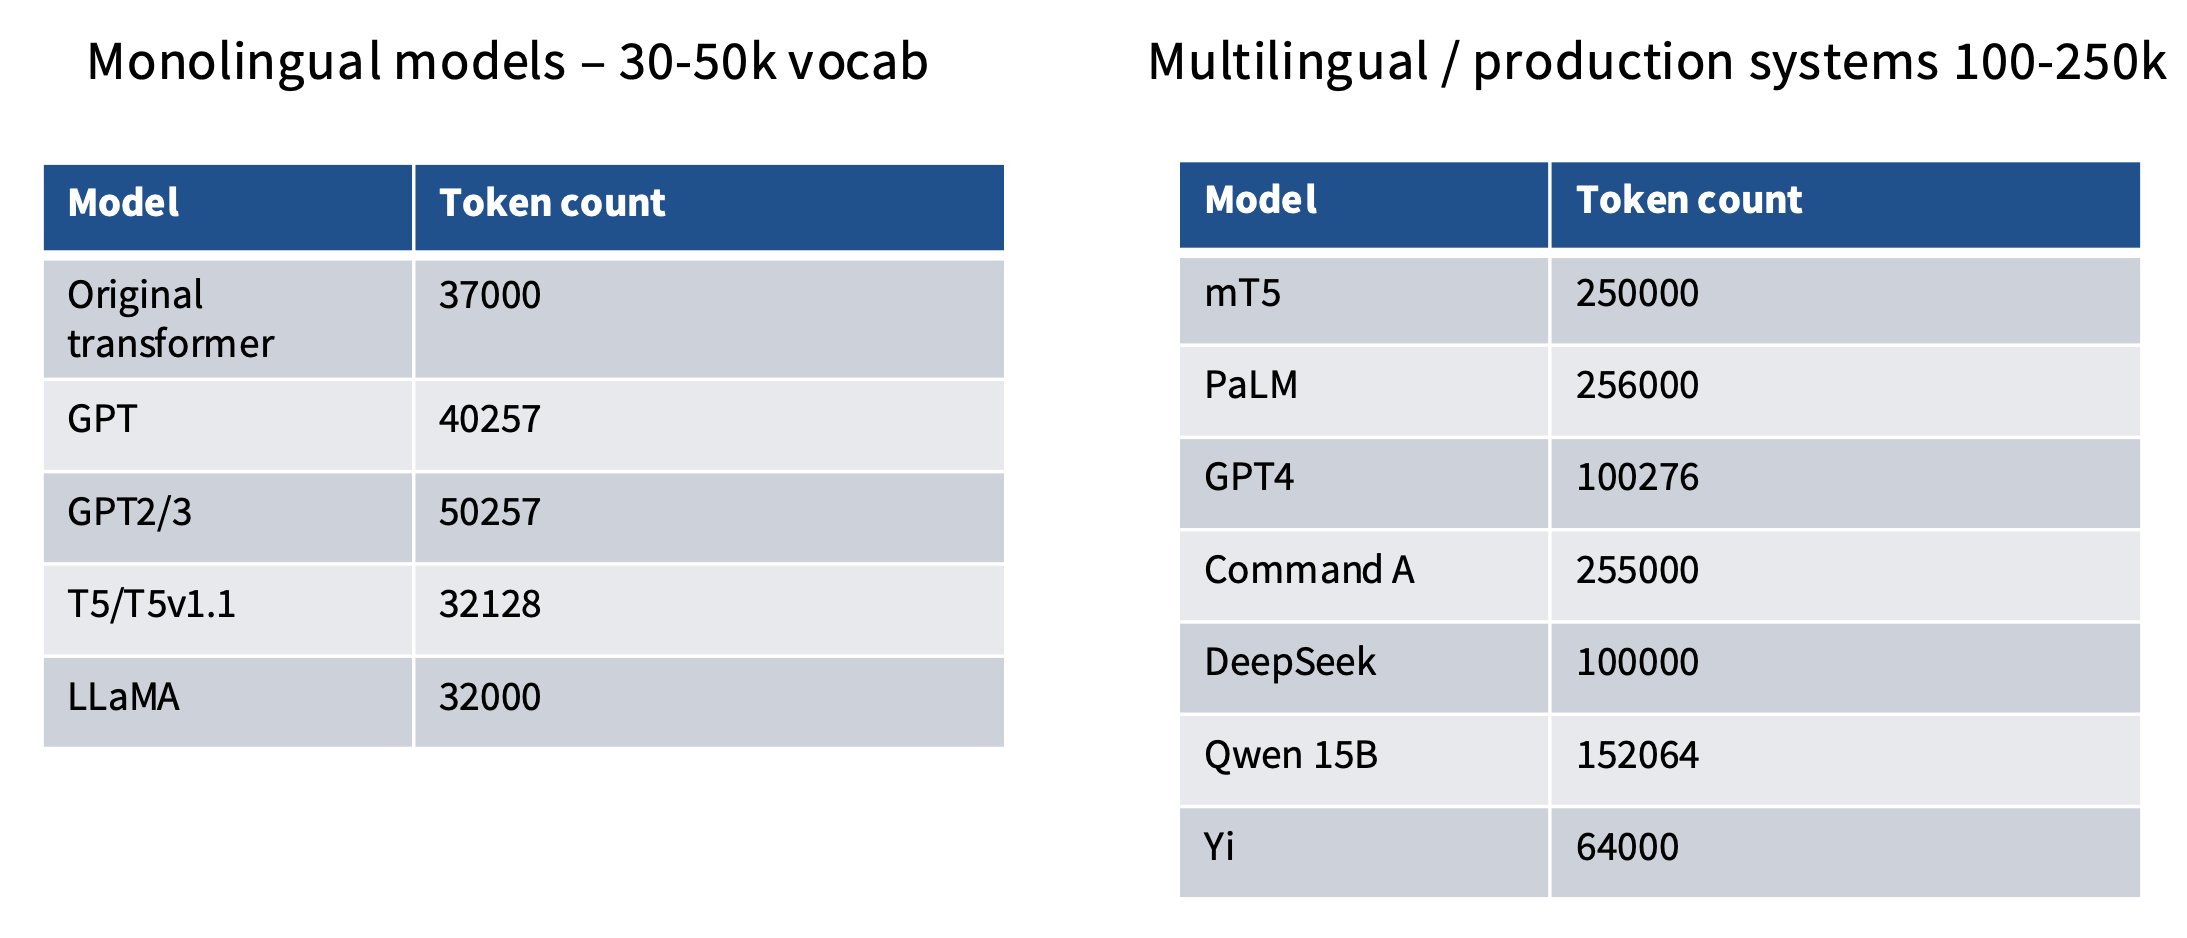 Monolingual models – 30-50k vocab
Model Token count
Original
transformer 37000
GPT 40257
GPT2/3 50257
T5/T5v1.1 32128
LLaMA 32000
Multilingual / production systems 100-250k
Model Token count
mT5 250000
PaLM 256000
GPT4 100276
Command A 255000
DeepSeek 100000
Qwen 15B 152064
Yi 64000